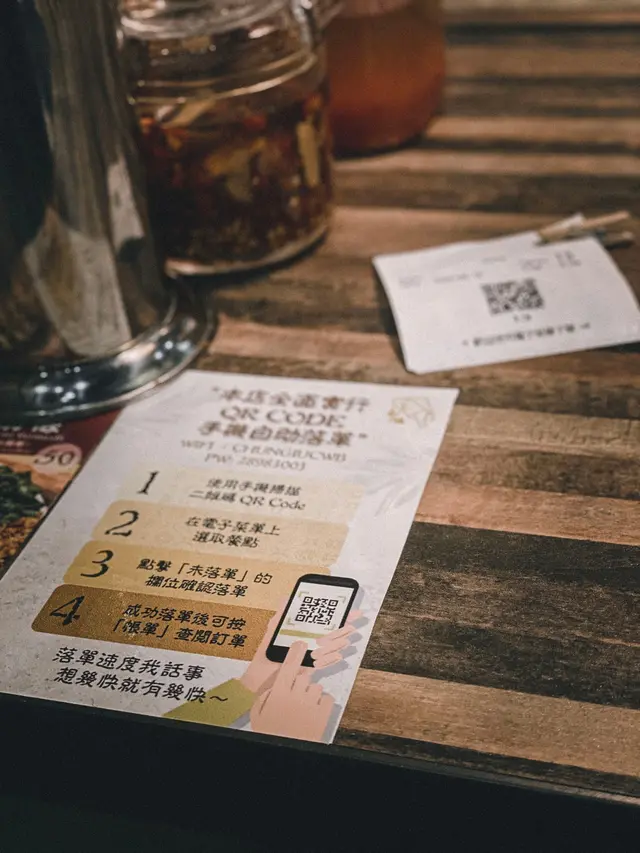 "本店全面實行
QR CODE
手機自助落單"
WIFI - CHUNGJUCWB
PW: 28983003
1
使用手機掃描
二維碼 QR Code
2
在電子菜單上
選取餐點
3
點擊「未落單」的
欄位確認落單
4
成功落單後可按
「帳單」查閱訂單
落單速度我話事
想幾快就有幾快～
50